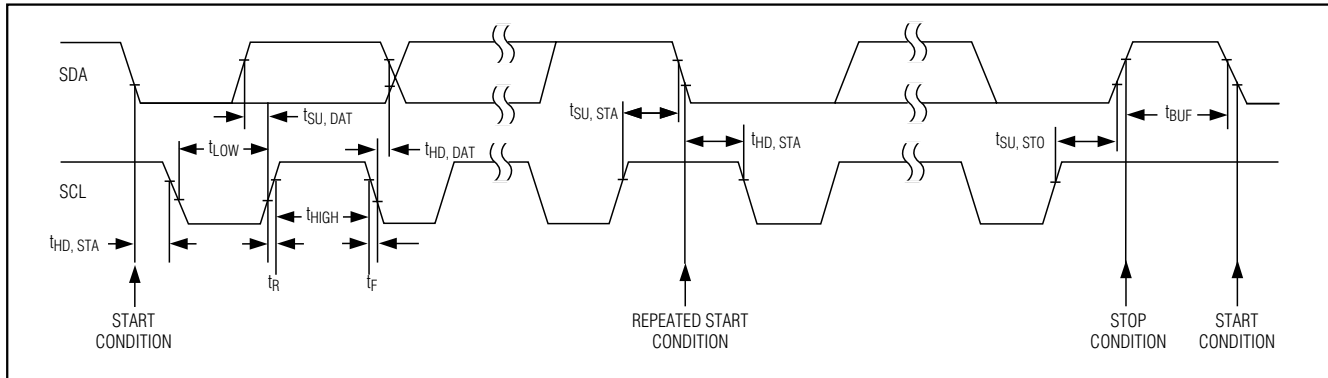 SDA
tSU, DAT
tLOW
tHD, DAT
tSU, STA
tHD, STA
tBUF
tSU, STO
SCL
tHIGH
tHD, STA
tR
tF
START
CONDITION
REPEATED START
CONDITION
STOP
CONDITION
START
CONDITION